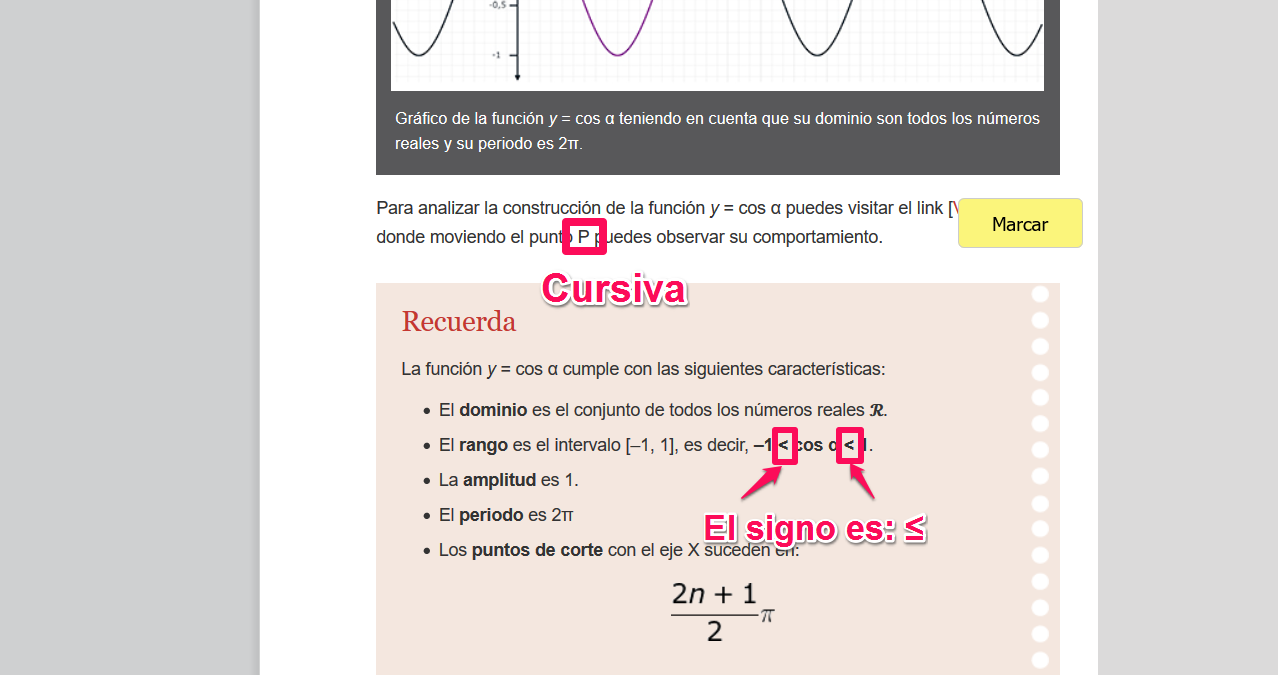 -0,5
-1
Gráfico de la función y = cos α teniendo en cuenta que su dominio son todos los números
reales y su periodo es 2π.
Para analizar la construcción de la función y = cos α puedes visitar el link [\
Marcar
donde moviendo el punto P puedes observar su comportamiento.
Cursiva
Recuerda
La función y = cos α cumple con las siguientes características:
• El dominio es el conjunto de todos los números reales ℛ.
• El rango es el intervalo [–1, 1], es decir, –1 < cos α < 1.
• La amplitud es 1.
• El periodo es 2π
El signo es: ≤
• Los puntos de corte con el eje X suceden en:
2n + 1
π
2